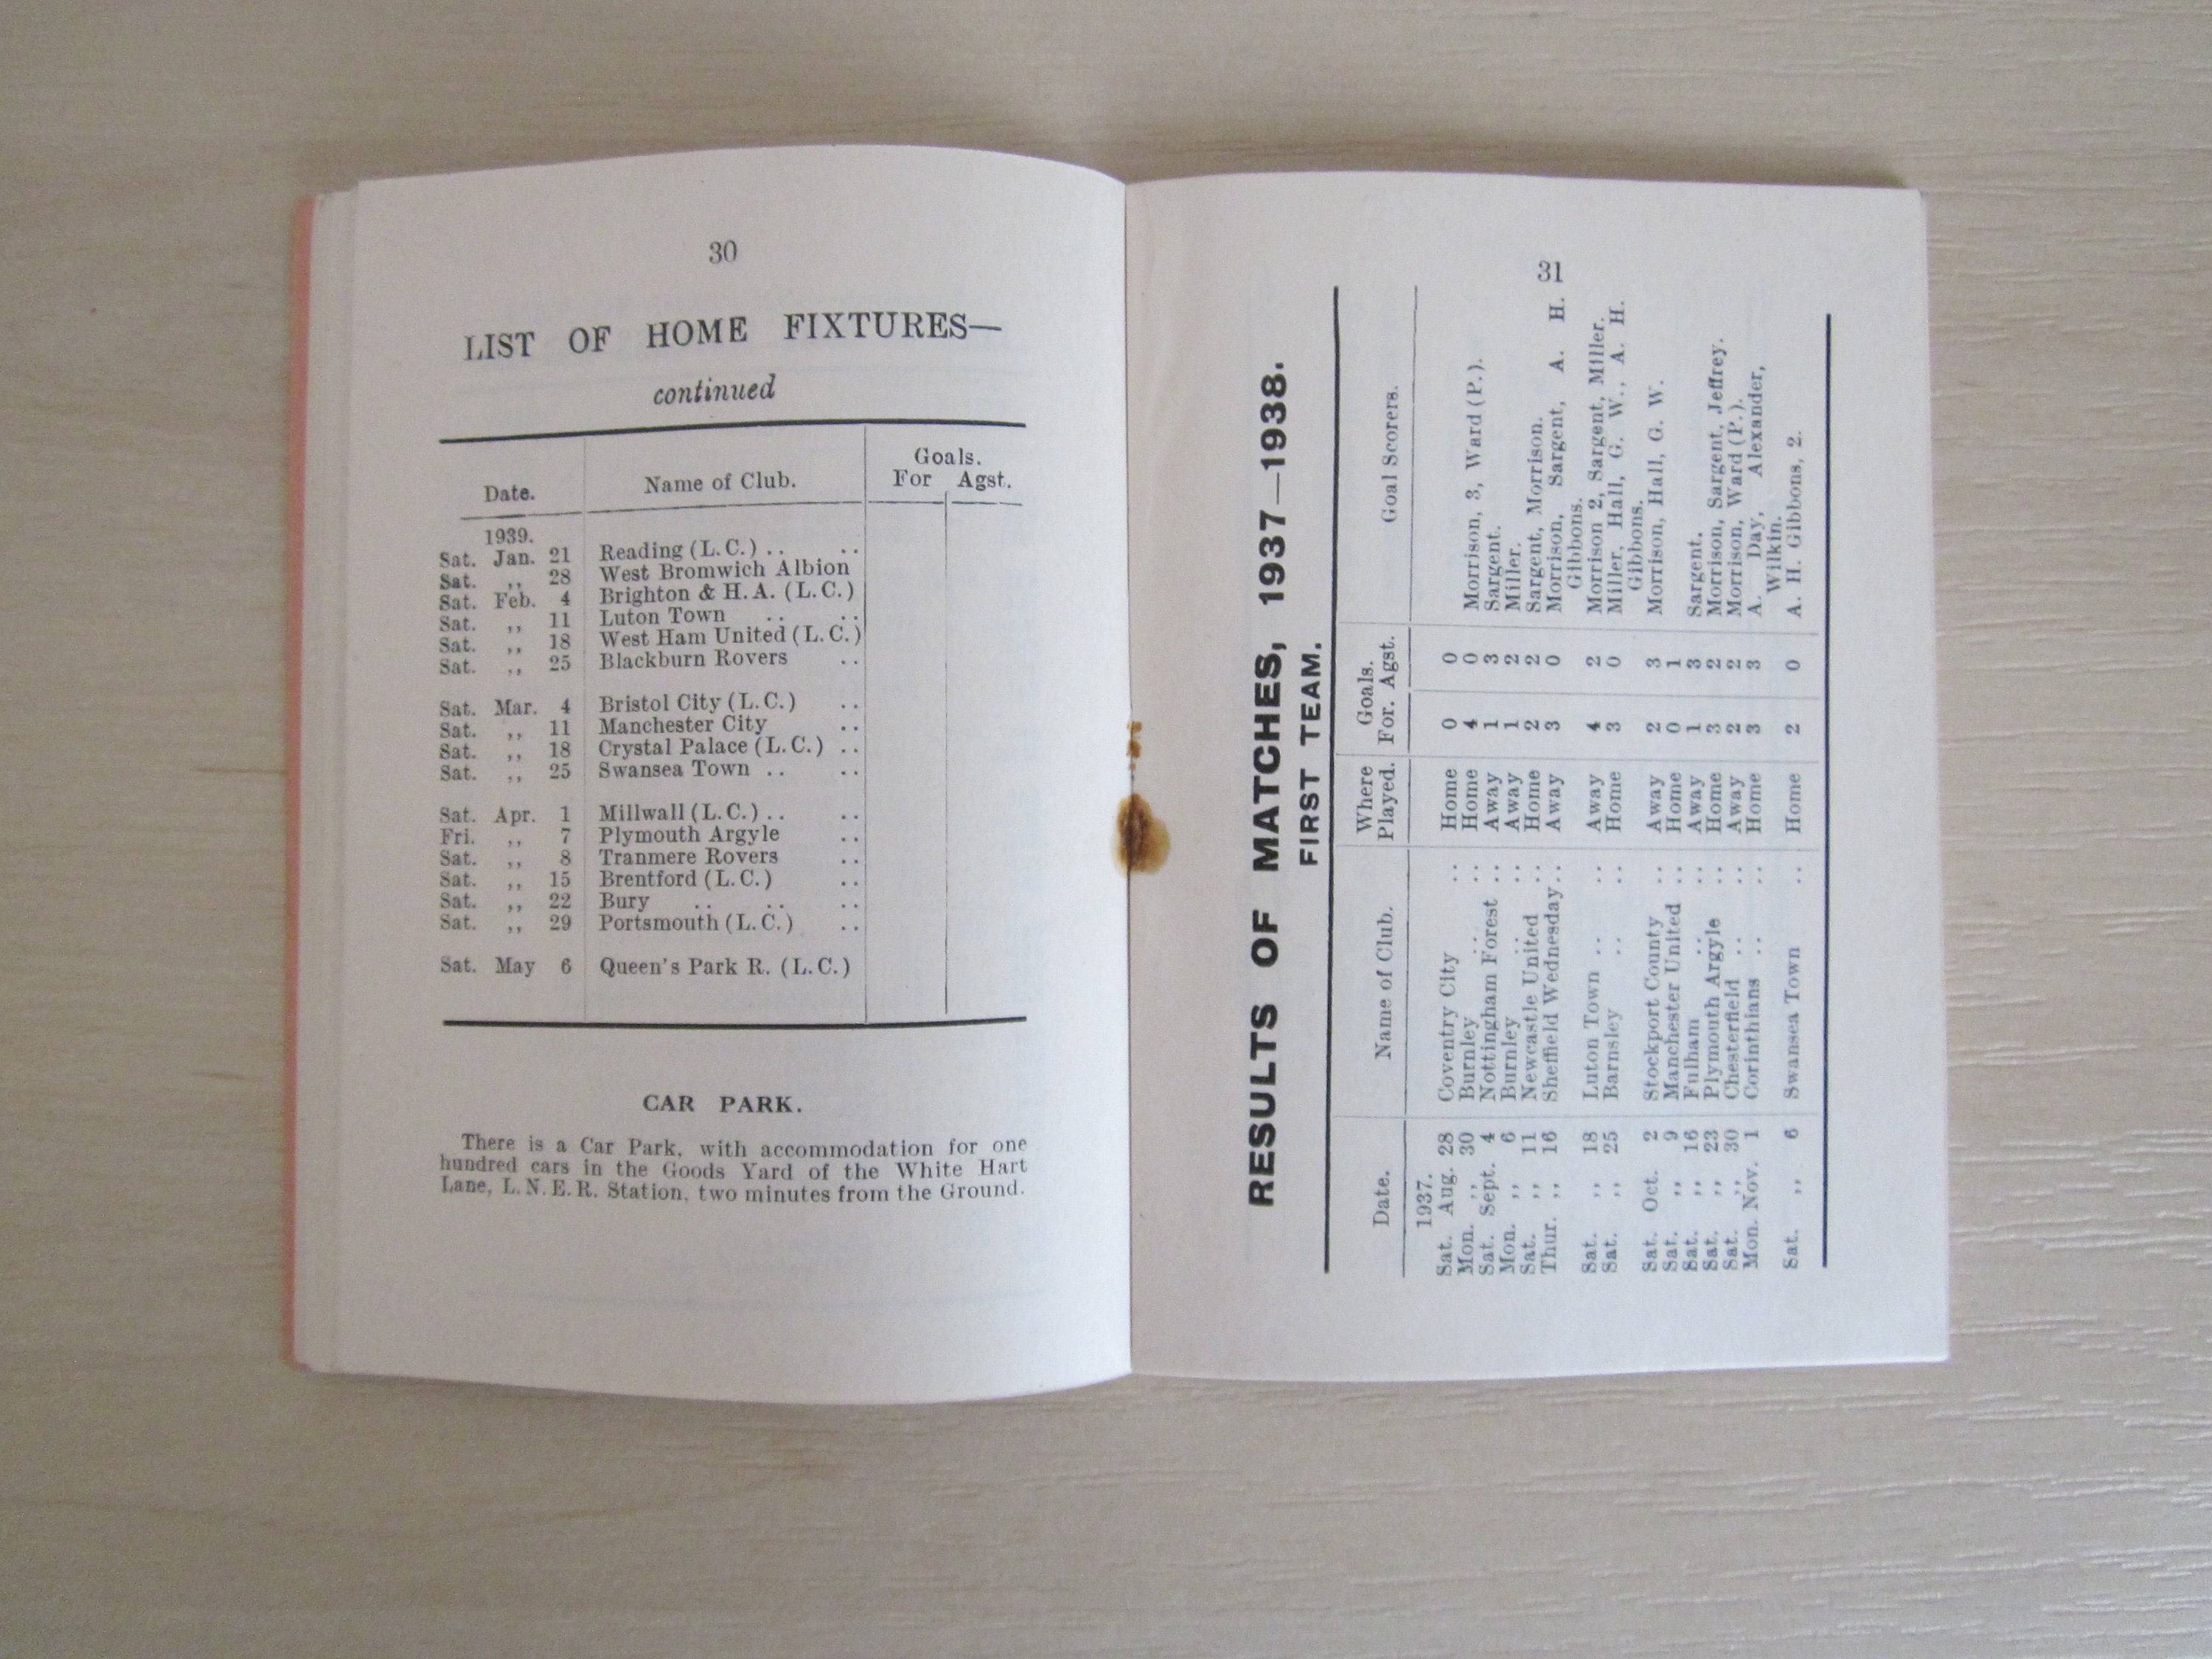 30
LIST OF HOME FIXTURES—
continued
Date. Name of Club. Goals. For Agst.
1939.
Sat. Jan. 21 Reading (L.C.) .. ..
Sat. ,, 28 West Bromwich Albion
Sat. Feb. 4 Brighton & H.A. (L.C.)
Sat. ,, 11 Luton Town .. ..
Sat. ,, 18 West Ham United (L.C.)
Sat. ,, 25 Blackburn Rovers ..
Sat. Mar. 4 Bristol City (L.C.) ..
Sat. ,, 11 Manchester City ..
Sat. ,, 18 Crystal Palace (L.C.) ..
Sat. ,, 25 Swansea Town .. ..
Sat. Apr. 1 Millwall (L.C.) .. ..
Fri. ,, 7 Plymouth Argyle ..
Sat. ,, 8 Tranmere Rovers ..
Sat. ,, 15 Brentford (L.C.) ..
Sat. ,, 22 Bury .. .. ..
Sat. ,, 29 Portsmouth (L.C.) ..
Sat. May 6 Queen's Park R. (L.C.)
CAR PARK.
There is a Car Park, with accommodation for one
hundred cars in the Goods Yard of the White Hart
Lane, L.N.E.R. Station, two minutes from the Ground.
31
RESULTS OF MATCHES, 1937—1938.
FIRST TEAM.
Date. Name of Club. Where Played. Goals. For. Agst. Goal Scorers.
1937.
Sat. Aug. 28 Coventry City .. Home 0 0
Mon. ,, 30 Burnley .. .. Home 4 0 Morrison, 3, Ward (P.).
Sat. Sept. 4 Nottingham Forest .. Away 1 3 Sargent.
Mon. ,, 6 Burnley .. .. Away 1 2 Miller.
Sat. ,, 11 Newcastle United .. Home 2 2 Sargent, Morrison.
Thur. ,, 16 Sheffield Wednesday .. Away 3 0 Morrison, Sargent, A. H.
Gibbons.
Sat. ,, 18 Luton Town .. .. Away 4 2 Morrison 2, Sargent, Miller.
Sat. ,, 25 Barnsley .. .. Home 3 0 Miller, Hall, G. W., A. H.
Gibbons.
Sat. Oct. 2 Stockport County .. Away 2 3 Morrison, Hall, G. W.
Sat. ,, 9 Manchester United .. Home 0 1
Sat. ,, 16 Fulham .. .. Away 1 3 Sargent.
Sat. ,, 23 Plymouth Argyle .. Home 3 2 Morrison, Sargent, Jeffrey.
Sat. ,, 30 Chesterfield .. .. Away 2 2 Morrison, Ward (P.).
Mon. Nov. 1 Corinthians .. .. Home 3 3 A. Day, Alexander,
Wilkin.
Sat. ,, 6 Swansea Town .. Home 2 0 A. H. Gibbons, 2.